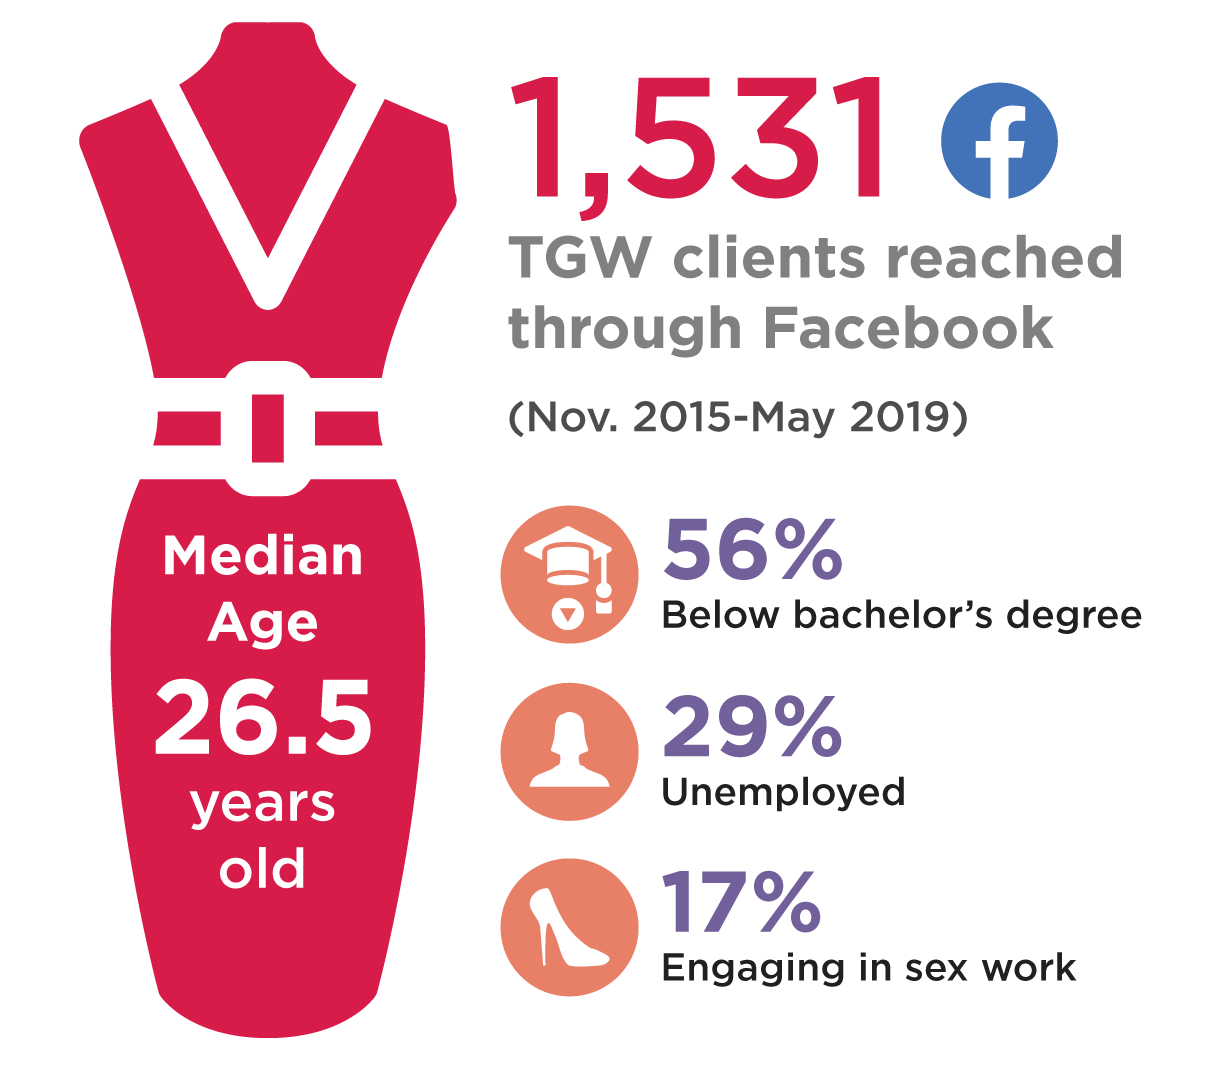 1,531
TGW clients reached
through Facebook
(Nov. 2015-May 2019)
Median
Age
26.5
years
old
56%
Below bachelor’s degree
29%
Unemployed
17%
Engaging in sex work